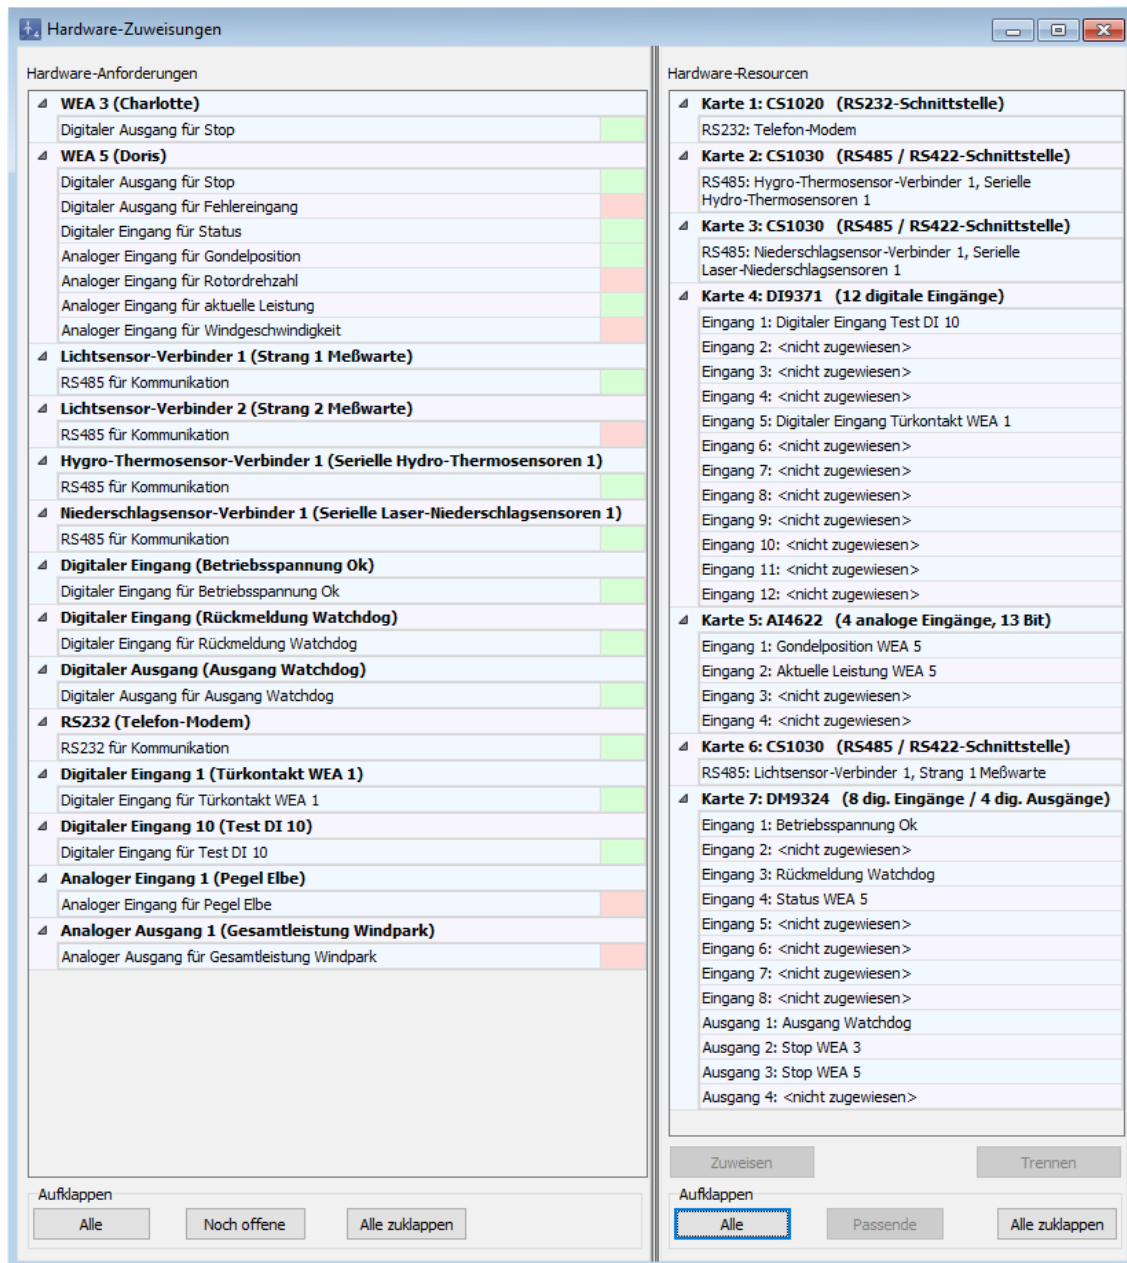 Hardware-Zuweisungen
Hardware-Anforderungen
WEA 3 (Charlotte)
Digitaler Ausgang für Stop
WEA 5 (Doris)
Digitaler Ausgang für Stop
Digitaler Ausgang für Fehlereingang
Digitaler Eingang für Status
Analoger Eingang für Gondelposition
Analoger Eingang für Rotordrehzahl
Analoger Eingang für aktuelle Leistung
Analoger Eingang für Windgeschwindigkeit
Lichtsensor-Verbinder 1 (Strang 1 Meßwarte)
RS485 für Kommunikation
Lichtsensor-Verbinder 2 (Strang 2 Meßwarte)
RS485 für Kommunikation
Hygro-Thermosensor-Verbinder 1 (Serielle Hydro-Thermosensoren 1)
RS485 für Kommunikation
Niederschlagsensor-Verbinder 1 (Serielle Laser-Niederschlagsensoren 1)
RS485 für Kommunikation
Digitaler Eingang (Betriebsspannung Ok)
Digitaler Eingang für Betriebsspannung Ok
Digitaler Eingang (Rückmeldung Watchdog)
Digitaler Eingang für Rückmeldung Watchdog
Digitaler Ausgang (Ausgang Watchdog)
Digitaler Ausgang für Ausgang Watchdog
RS232 (Telefon-Modem)
RS232 für Kommunikation
Digitaler Eingang 1 (Türkontakt WEA 1)
Digitaler Eingang für Türkontakt WEA 1
Digitaler Eingang 10 (Test DI 10)
Digitaler Eingang für Test DI 10
Analoger Eingang 1 (Pegel Elbe)
Analoger Eingang für Pegel Elbe
Analoger Ausgang 1 (Gesamtleistung Windpark)
Analoger Ausgang für Gesamtleistung Windpark
Aufklappen
Alle
Noch offene
Alle zuklappen
Hardware-Resourcen
Karte 1: CS1020 (RS232-Schnittstelle)
RS232: Telefon-Modem
Karte 2: CS1030 (RS485 / RS422-Schnittstelle)
RS485: Hygro-Thermosensor-Verbinder 1, Serielle
Hydro-Thermosensoren 1
Karte 3: CS1030 (RS485 / RS422-Schnittstelle)
RS485: Niederschlagsensor-Verbinder 1, Serielle
Laser-Niederschlagsensoren 1
Karte 4: DI9371 (12 digitale Eingänge)
Eingang 1: Digitaler Eingang Test DI 10
Eingang 2: <nicht zugewiesen>
Eingang 3: <nicht zugewiesen>
Eingang 4: <nicht zugewiesen>
Eingang 5: Digitaler Eingang Türkontakt WEA 1
Eingang 6: <nicht zugewiesen>
Eingang 7: <nicht zugewiesen>
Eingang 8: <nicht zugewiesen>
Eingang 9: <nicht zugewiesen>
Eingang 10: <nicht zugewiesen>
Eingang 11: <nicht zugewiesen>
Eingang 12: <nicht zugewiesen>
Karte 5: AI4622 (4 analoge Eingänge, 13 Bit)
Eingang 1: Gondelposition WEA 5
Eingang 2: Aktuelle Leistung WEA 5
Eingang 3: <nicht zugewiesen>
Eingang 4: <nicht zugewiesen>
Karte 6: CS1030 (RS485 / RS422-Schnittstelle)
RS485: Lichtsensor-Verbinder 1, Strang 1 Meßwarte
Karte 7: DM9324 (8 dig. Eingänge / 4 dig. Ausgänge)
Eingang 1: Betriebsspannung Ok
Eingang 2: <nicht zugewiesen>
Eingang 3: Rückmeldung Watchdog
Eingang 4: Status WEA 5
Eingang 5: <nicht zugewiesen>
Eingang 6: <nicht zugewiesen>
Eingang 7: <nicht zugewiesen>
Eingang 8: <nicht zugewiesen>
Ausgang 1: Ausgang Watchdog
Ausgang 2: Stop WEA 3
Ausgang 3: Stop WEA 5
Ausgang 4: <nicht zugewiesen>
Zuweisen
Trennen
Aufklappen
Alle
Passende
Alle zuklappen